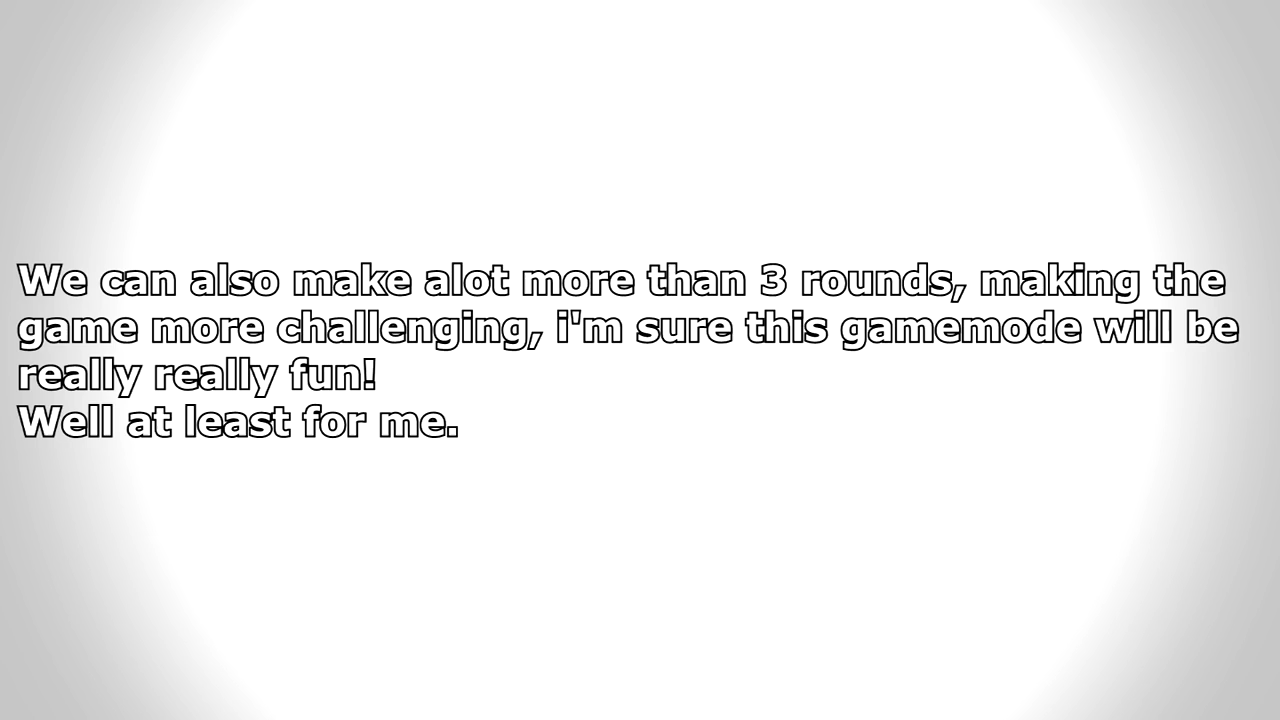 We can also make alot more than 3 rounds, making the
game more challenging, i'm sure this gamemode will be
really really fun!
Well at least for me.